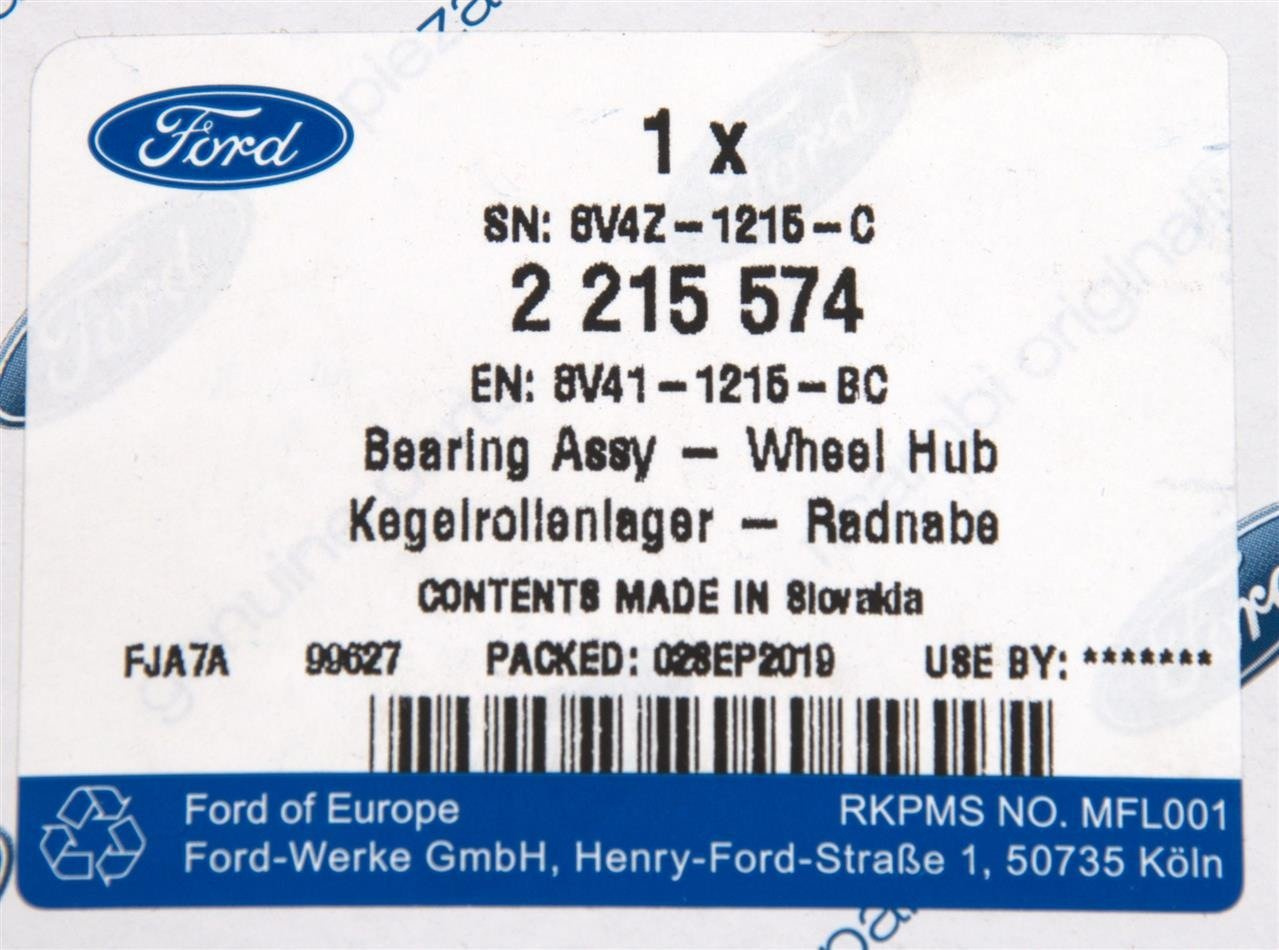 Ford
1 x
SN: 8V4Z-1215-C
2 215 574
EN: 8V41-1215-BC
Bearing Assy - Wheel Hub
Kegelrollenlager - Radnabe
CONTENTS MADE IN Slovakia
FJA7A 99627 PACKED: 02SEP2019 USE BY: *******
Ford of Europe RKPMS NO. MFL001
Ford-Werke GmbH, Henry-Ford-Straße 1, 50735 Köln